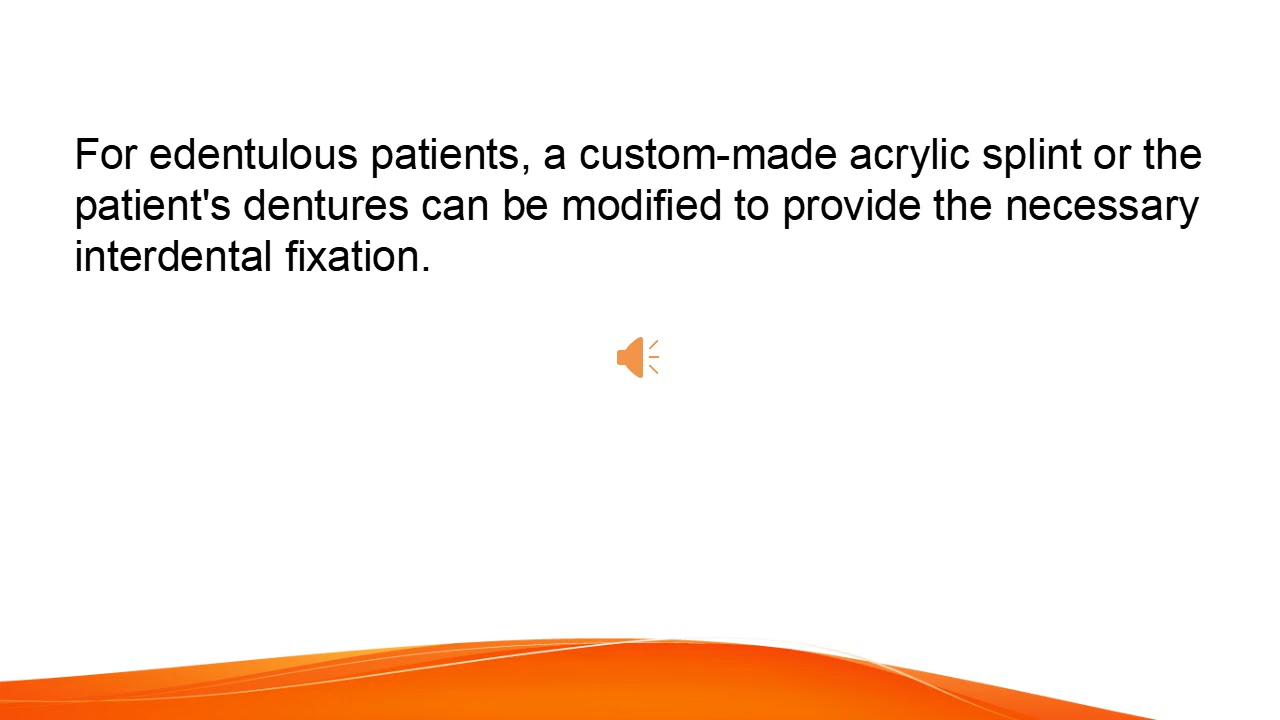 For edentulous patients, a custom-made acrylic splint or the
patient's dentures can be modified to provide the necessary
interdental fixation.